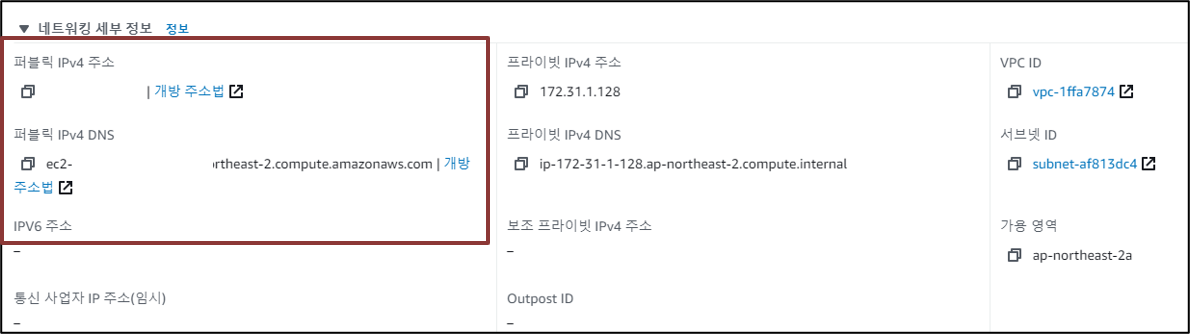 ▼ 네트워킹 세부 정보 정보
퍼블릭 IPv4 주소
| 개방 주소법
퍼블릭 IPv4 DNS
ec2- ortheast-2.compute.amazonaws.com | 개방
주소법
IPV6 주소
–
통신 사업자 IP 주소(임시)
–
프라이빗 IPv4 주소
172.31.1.128
프라이빗 IPv4 DNS
ip-172-31-1-128.ap-northeast-2.compute.internal
보조 프라이빗 IPv4 주소
–
Outpost ID
–
VPC ID
vpc-1ffa7874
서브넷 ID
subnet-af813dc4
가용 영역
ap-northeast-2a